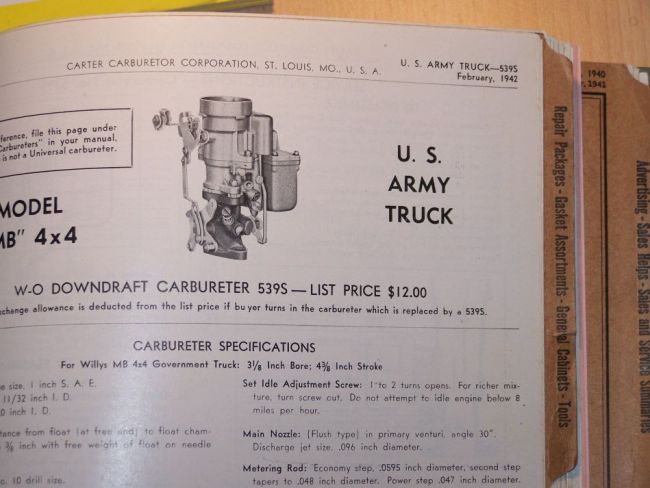 CARTER CARBURETOR CORPORATION, ST. LOUIS, MO., U. S. A.
U. S. ARMY TRUCK—539S
February, 1942
ference, file this page under
Carbureters" in your manual.
is not a Universal carbureter.
MODEL
MB" 4x4
U. S.
ARMY
TRUCK
W-O DOWNDRAFT CARBURETER 539S — LIST PRICE $12.00
change allowance is deducted from the list price if buyer turns in the carbureter which is replaced by a 539S.
CARBURETER SPECIFICATIONS
For Willys MB 4x4 Government Truck: 3⅛ Inch Bore; 4⅜ Inch Stroke
e size. 1 inch S. A. E.
11/32 inch I. D.
0 inch I. D.
tance from float (at free end) to float cham-
⅜ inch with free weight of float on needle
o. 10 drill size.
Set Idle Adjustment Screw: 1 to 2 turns opens. For richer mix-
ture, turn screw out. Do not attempt to idle engine below 8
miles per hour.
Main Nozzle: (Flush type) in primary venturi, angle 30°.
Discharge jet size. .096 inch diameter.
Metering Rod: Economy step, .0595 inch diameter, second step
tapers to .048 inch diameter. Power step .047 inch diameter.
Repair Packages - Gasket Assortments - General Cabinets - Tools
1940
1941
Advertising - Sales Helps - Sales and Service Summaries